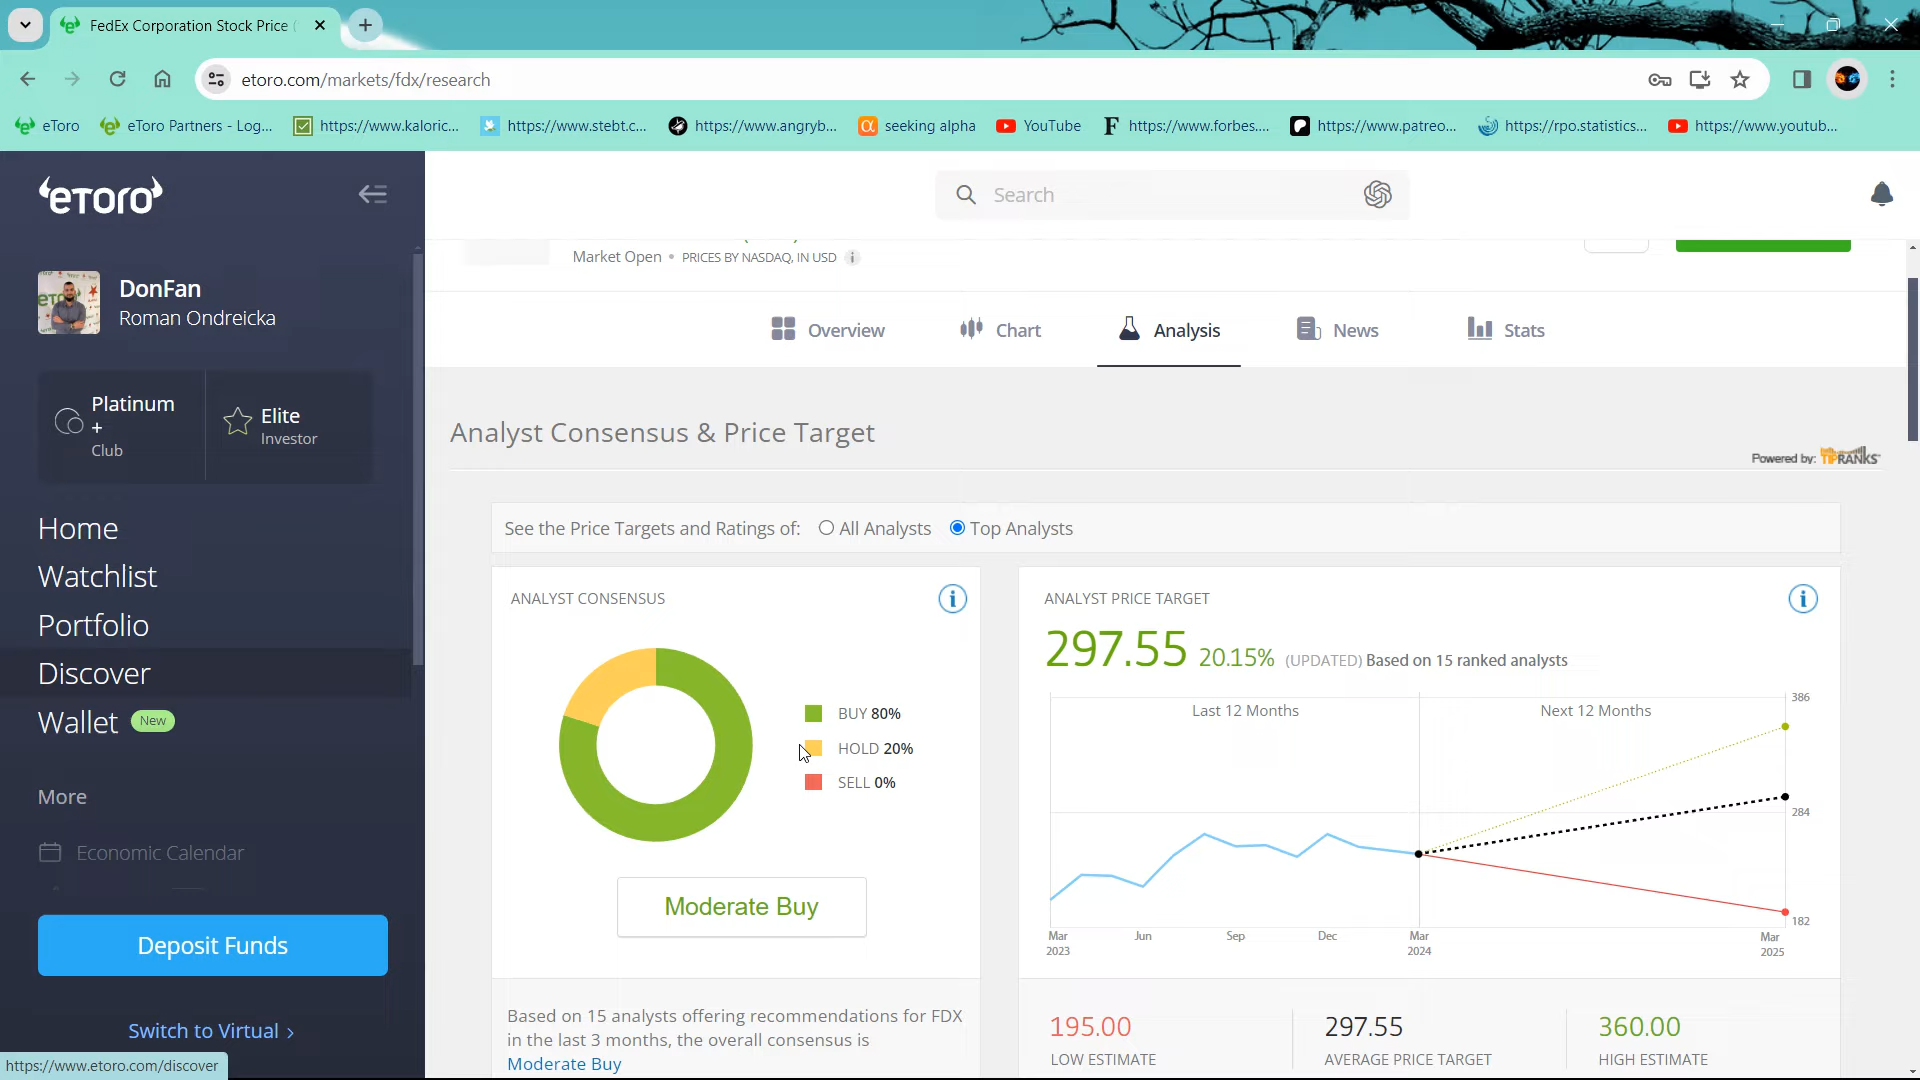 FedEx Corporation Stock Price (
etoro.com/markets/fdx/research
eToro
eToro Partners - Log...
https://www.kaloric...
https://www.stebt.c...
https://www.angryb...
seeking alpha
YouTube
https://www.forbes....
https://www.patreo...
https://rpo.statistics...
https://www.youtub...
eToro
Search
DonFan
Roman Ondreicka
Platinum
+
Club
Elite
Investor
Home
Watchlist
Portfolio
Discover
Wallet New
More
Economic Calendar
Deposit Funds
Switch to Virtual >
https://www.etoro.com/discover
Market Open • PRICES BY NASDAQ, IN USD
Overview
Chart
Analysis
News
Stats
Analyst Consensus & Price Target
Powered by: TIPRANKS
See the Price Targets and Ratings of: All Analysts Top Analysts
ANALYST CONSENSUS
BUY 80%
HOLD 20%
SELL 0%
Moderate Buy
Based on 15 analysts offering recommendations for FDX
in the last 3 months, the overall consensus is
Moderate Buy
ANALYST PRICE TARGET
297.55 20.15% (UPDATED) Based on 15 ranked analysts
Last 12 Months
Next 12 Months
386
284
182
Mar
2023
Jun
Sep
Dec
Mar
2024
Mar
2025
195.00
LOW ESTIMATE
297.55
AVERAGE PRICE TARGET
360.00
HIGH ESTIMATE